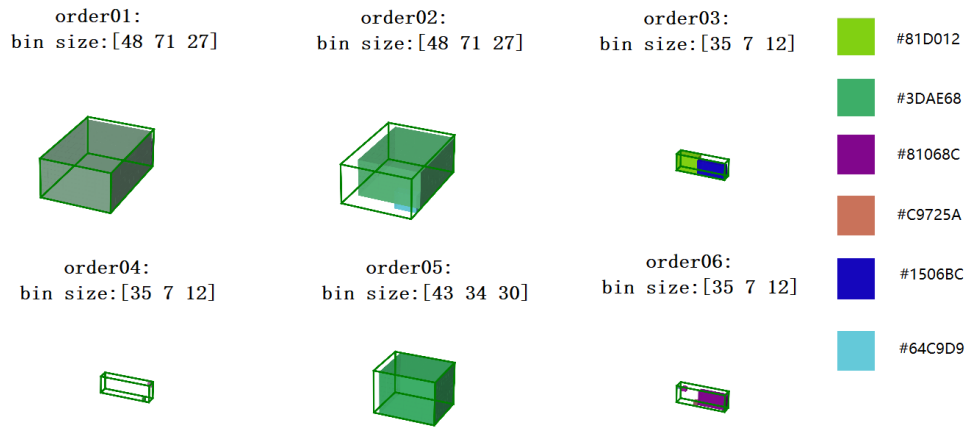 order01:
bin size:[48 71 27]
order02:
bin size:[48 71 27]
order03:
bin size:[35 7 12]
order04:
bin size:[35 7 12]
order05:
bin size:[43 34 30]
order06:
bin size:[35 7 12]
#81D012
#3DAE68
#81068C
#C9725A
#1506BC
#64C9D9